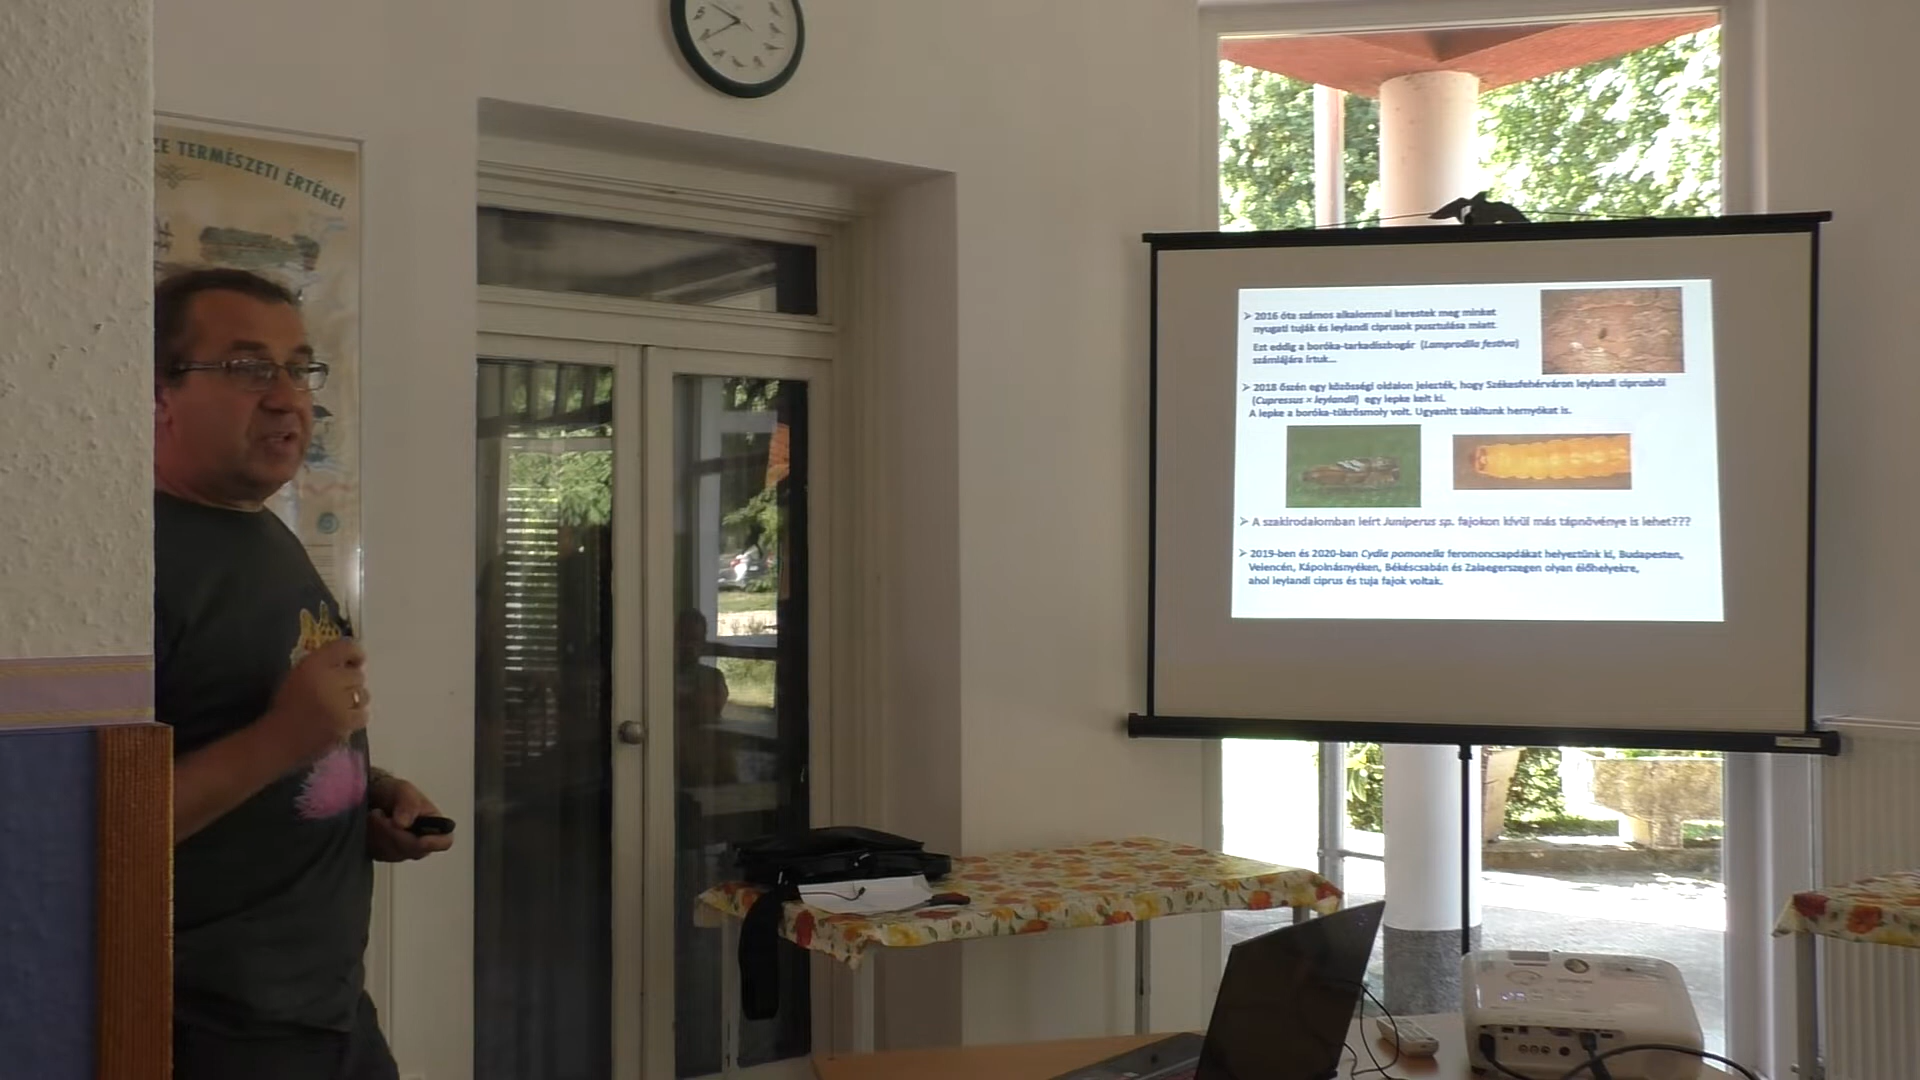 ZE TERMÉSZETI ÉRTÉKEI
➢ 2016 óta számos alkalommal kerestek meg minket
nyugati tuják és leylandi ciprusok pusztulása miatt.
Ezt eddig a boróka-tarkadíszbogár (Lamprodila festiva)
számlájára írtuk...
➢ 2018 őszén egy közösségi oldalon jelezték, hogy Székesfehérváron leylandi ciprusból
(Cupressus × leylandii) egy lepke kelt ki.
A lepke a boróka-tükrösmoly volt. Ugyanitt találtunk hernyókat is.
➢ A szakirodalomban leírt Juniperus sp. fajokon kívül más tápnövénye is lehet???
➢ 2019-ben és 2020-ban Cydia pomonella feromoncsapdákat helyeztünk ki, Budapesten,
Velencén, Kápolnásnyéken, Békéscsabán és Zalaegerszegen olyan élőhelyekre,
ahol leylandi ciprus és tuja fajok voltak.